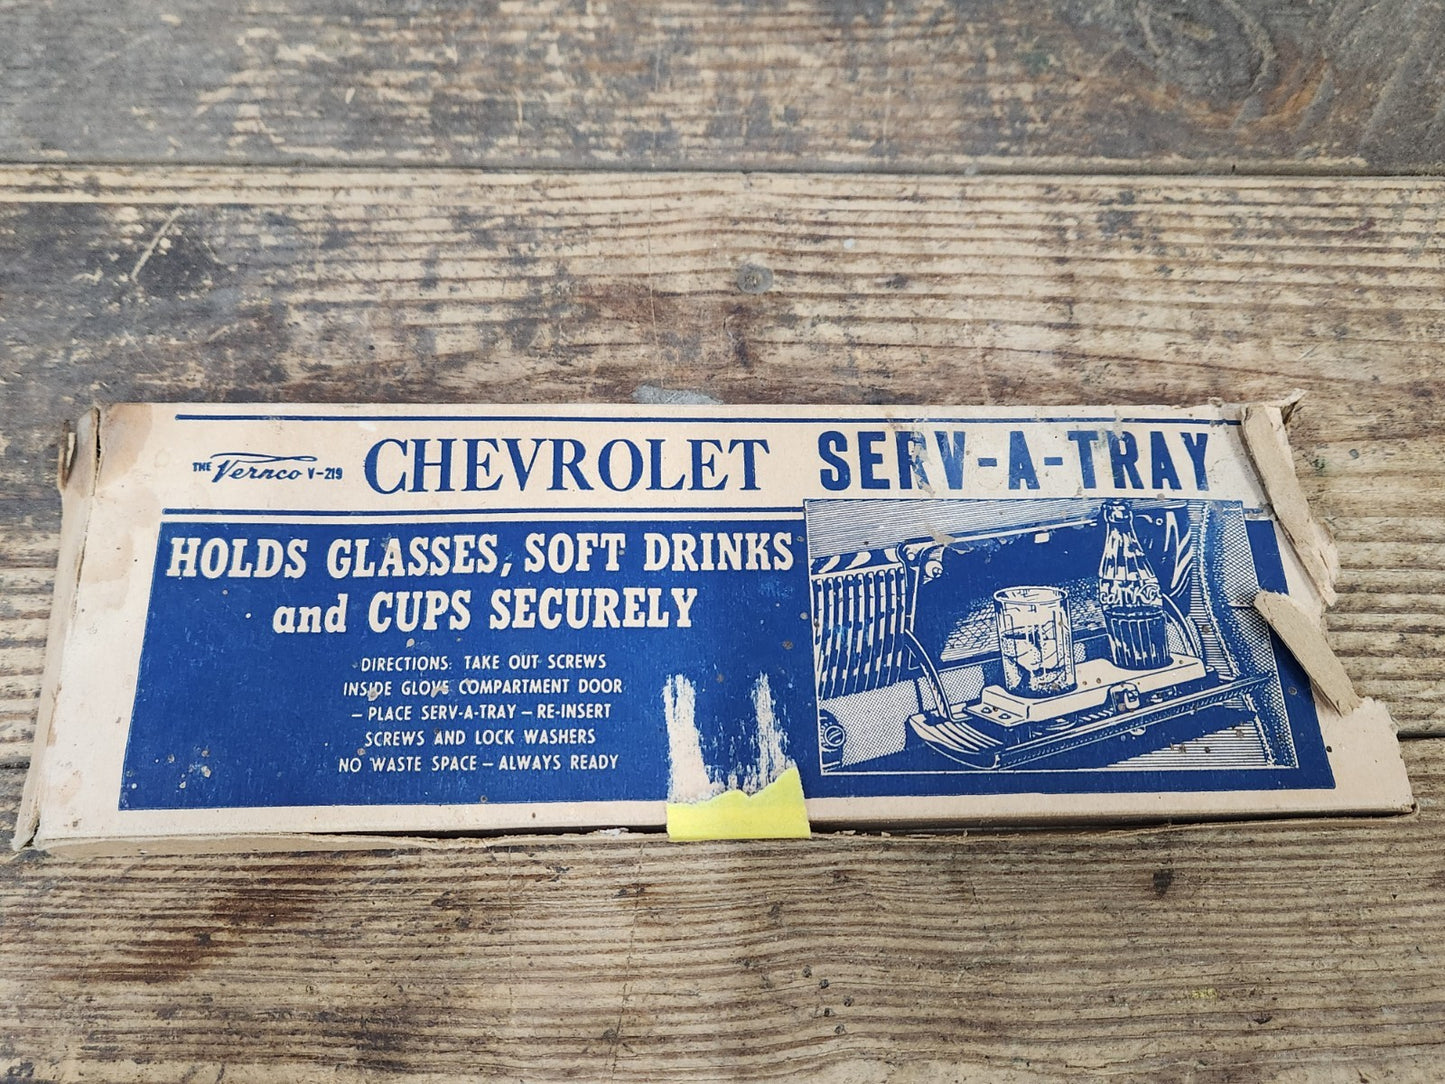 THE Vernco V-219 CHEVROLET SERV-A-TRAY
HOLDS GLASSES, SOFT DRINKS
and CUPS SECURELY
DIRECTIONS: TAKE OUT SCREWS
INSIDE GLOVE COMPARTMENT DOOR
— PLACE SERV-A-TRAY — RE-INSERT
SCREWS AND LOCK WASHERS
NO WASTE SPACE — ALWAYS READY